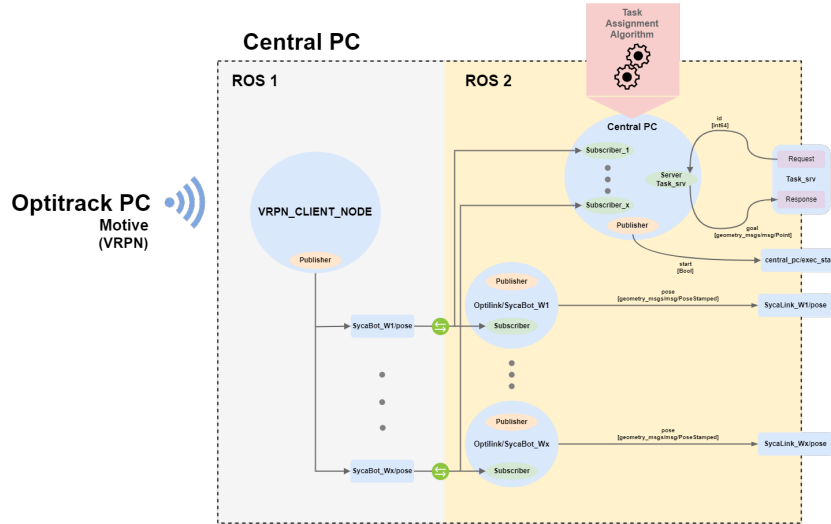 Task
Assignment
Algorithm
Central PC
ROS 1
ROS 2
Central PC
id
[int64]
Subscriber_1
Request
Server
Task_srv
Task_srv
Subscriber_x
Response
Publisher
goal
[geometry_msgs/msg/Point]
Optitrack PC
Motive
(VRPN)
VRPN_CLIENT_NODE
Publisher
start
[Bool]
central_pc/exec_sta
Publisher
pose
[geometry_msgs/msg/PoseStamped]
Optilink/SycaBot_W1
SycaLink_W1/pose
SycaBot_W1/pose
Subscriber
Publisher
pose
[geometry_msgs/msg/PoseStamped]
Optilink/SycaBot_Wx
SycaLink_Wx/pose
SycaBot_Wx/pose
Subscriber